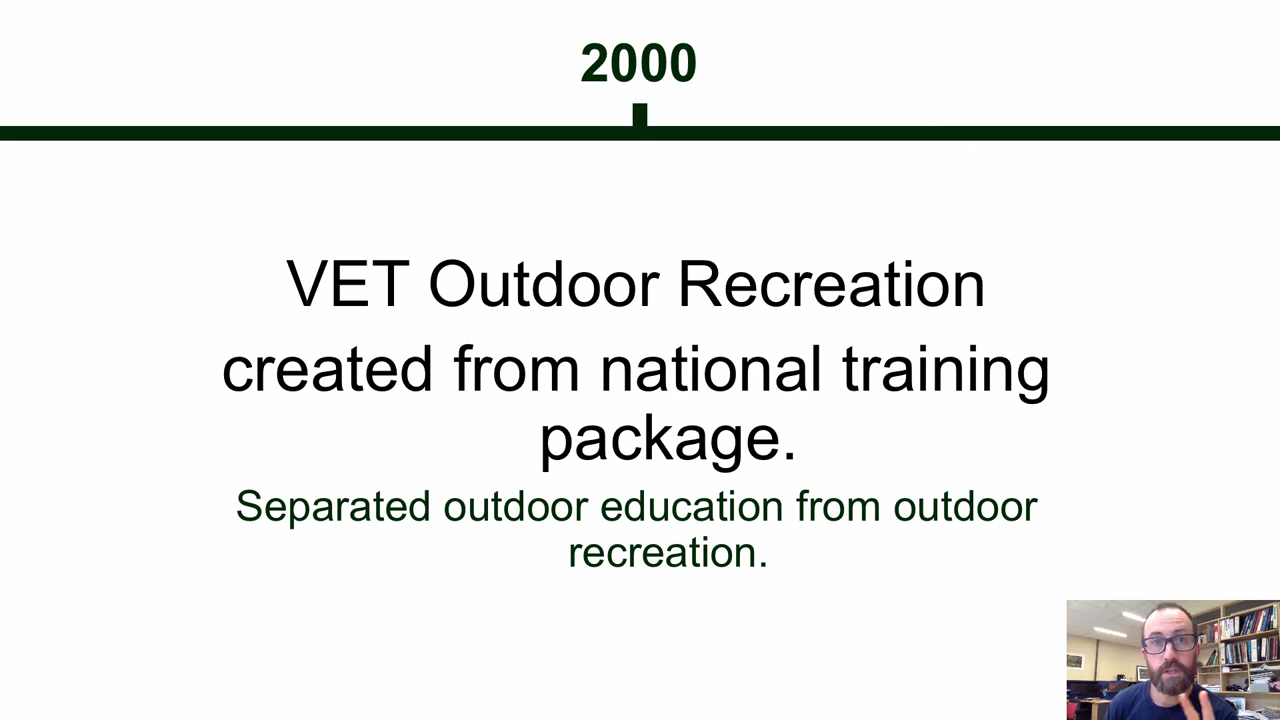 2000
VET Outdoor Recreation
created from national training
package.
Separated outdoor education from outdoor
recreation.